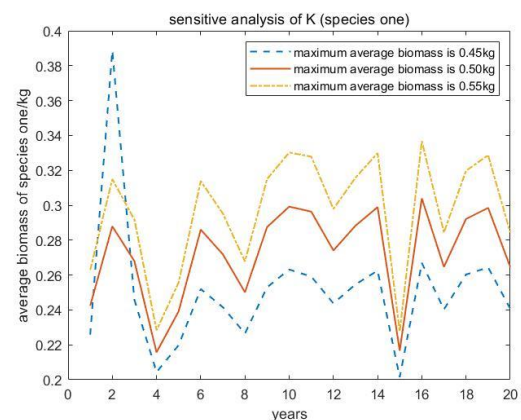 sensitive analysis of K (species one)
0.4
0.38
0.36
0.34
0.32
0.3
0.28
0.26
0.24
0.22
0.2
average biomass of species one/kg
maximum average biomass is 0.45kg
maximum average biomass is 0.50kg
maximum average biomass is 0.55kg
0 2 4 6 8 10 12 14 16 18 20
years